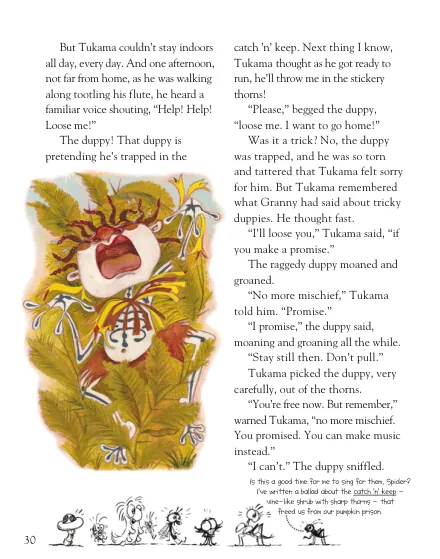 But Tukama couldn't stay indoors
all day, every day. And one afternoon,
not far from home, as he was walking
along tootling his flute, he heard a
familiar voice shouting, "Help! Help!
Loose me!"
The duppy! That duppy is
pretending he's trapped in the
catch 'n' keep. Next thing I know,
Tukama thought as he got ready to
run, he'll throw me in the stickery
thorns!
"Please," begged the duppy,
"loose me. I want to go home!"
Was it a trick? No, the duppy
was trapped, and he was so torn
and tattered that Tukama felt sorry
for him. But Tukama remembered
what Granny had said about tricky
duppies. He thought fast.
"I'll loose you," Tukama said, "if
you make a promise."
The raggedy duppy moaned and
groaned.
"No more mischief," Tukama
told him. "Promise."
"I promise," the duppy said,
moaning and groaning all the while.
"Stay still then. Don't pull."
Tukama picked the duppy, very
carefully, out of the thorns.
"You're free now. But remember,"
warned Tukama, "no more mischief.
You promised. You can make music
instead."
"I can't." The duppy sniffled.
Is this a good time for me to sing for them, Spider?
I've written a ballad about the catch 'n' keep –
vine-like shrub with sharp thorns – that
freed us from our pumpkin prison.
30